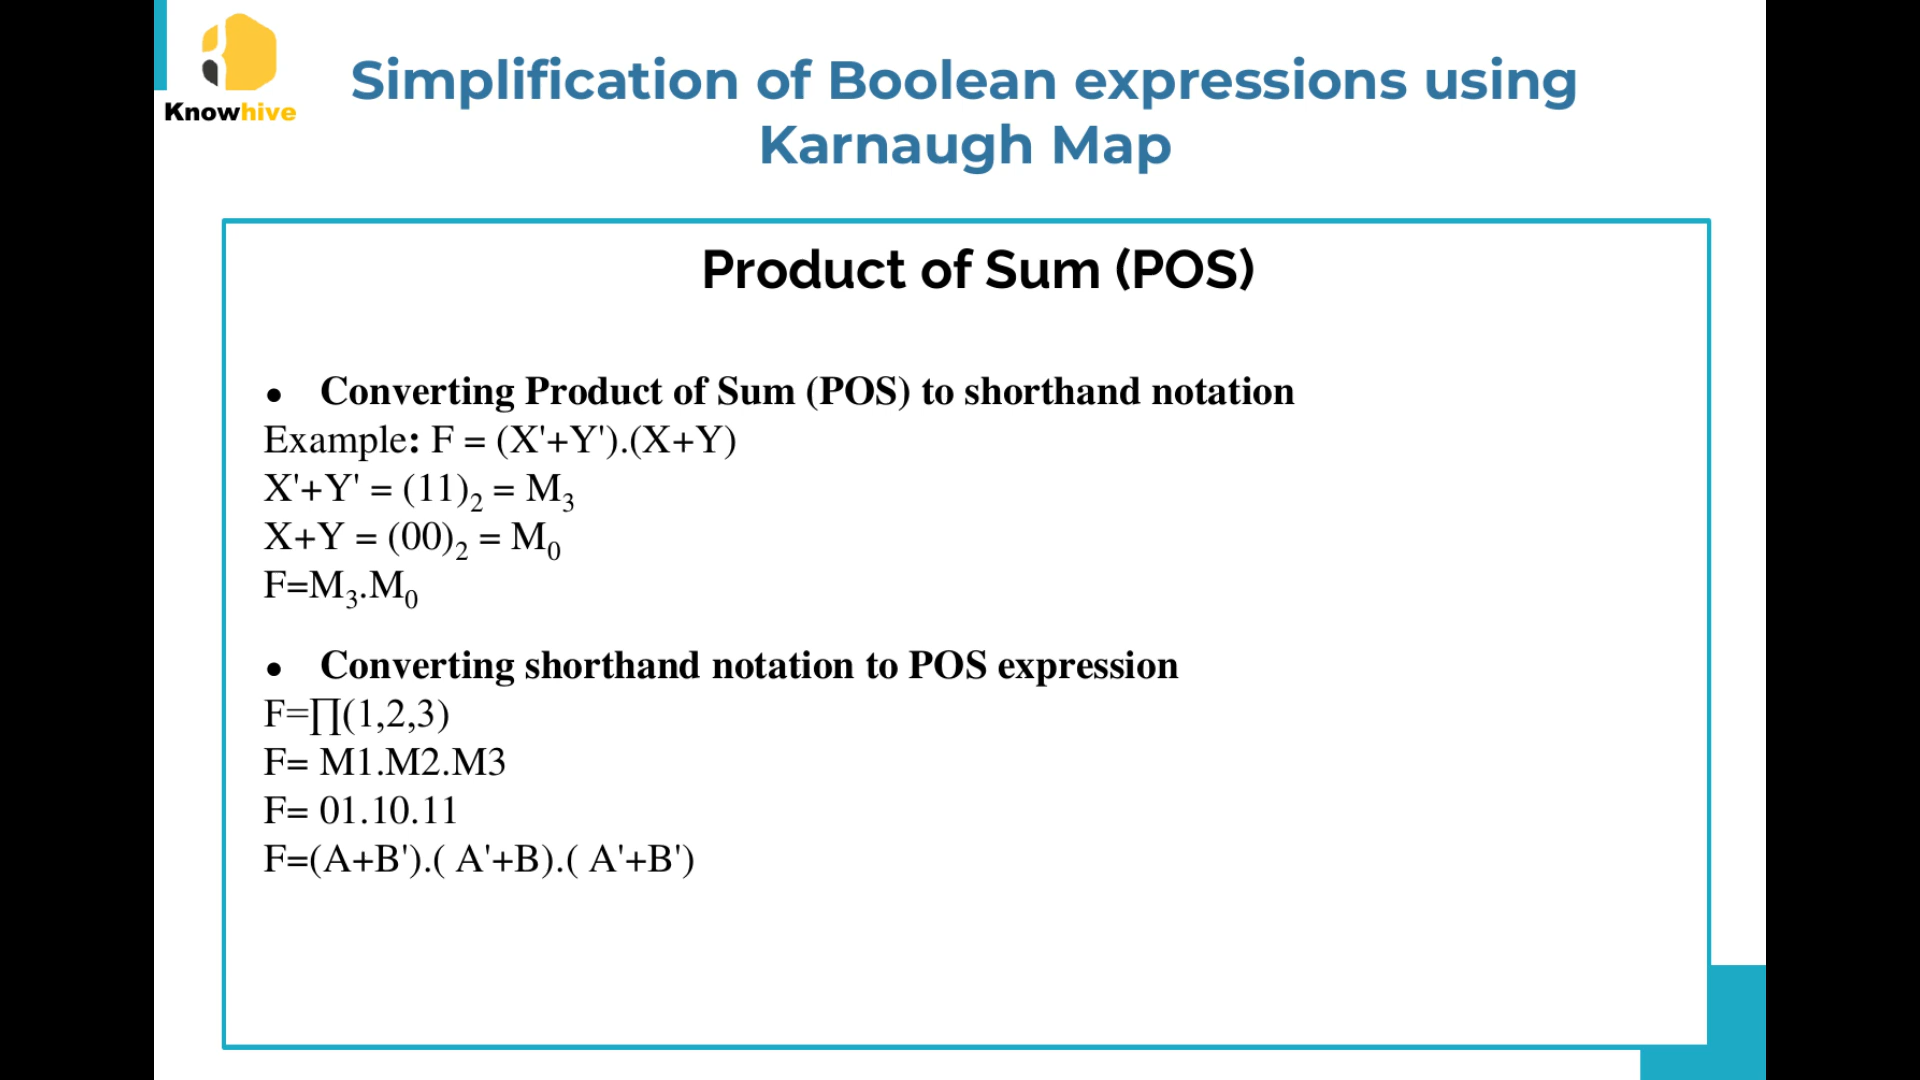 Knowhive
Simplification of Boolean expressions using
Karnaugh Map
Product of Sum (POS)
● Converting Product of Sum (POS) to shorthand notation
Example: F = (X'+Y').(X+Y)
X'+Y' = (11)₂ = M₃
X+Y = (00)₂ = M₀
F=M₃.M₀
● Converting shorthand notation to POS expression
F=∏(1,2,3)
F= M1.M2.M3
F= 01.10.11
F=(A+B').( A'+B).( A'+B')